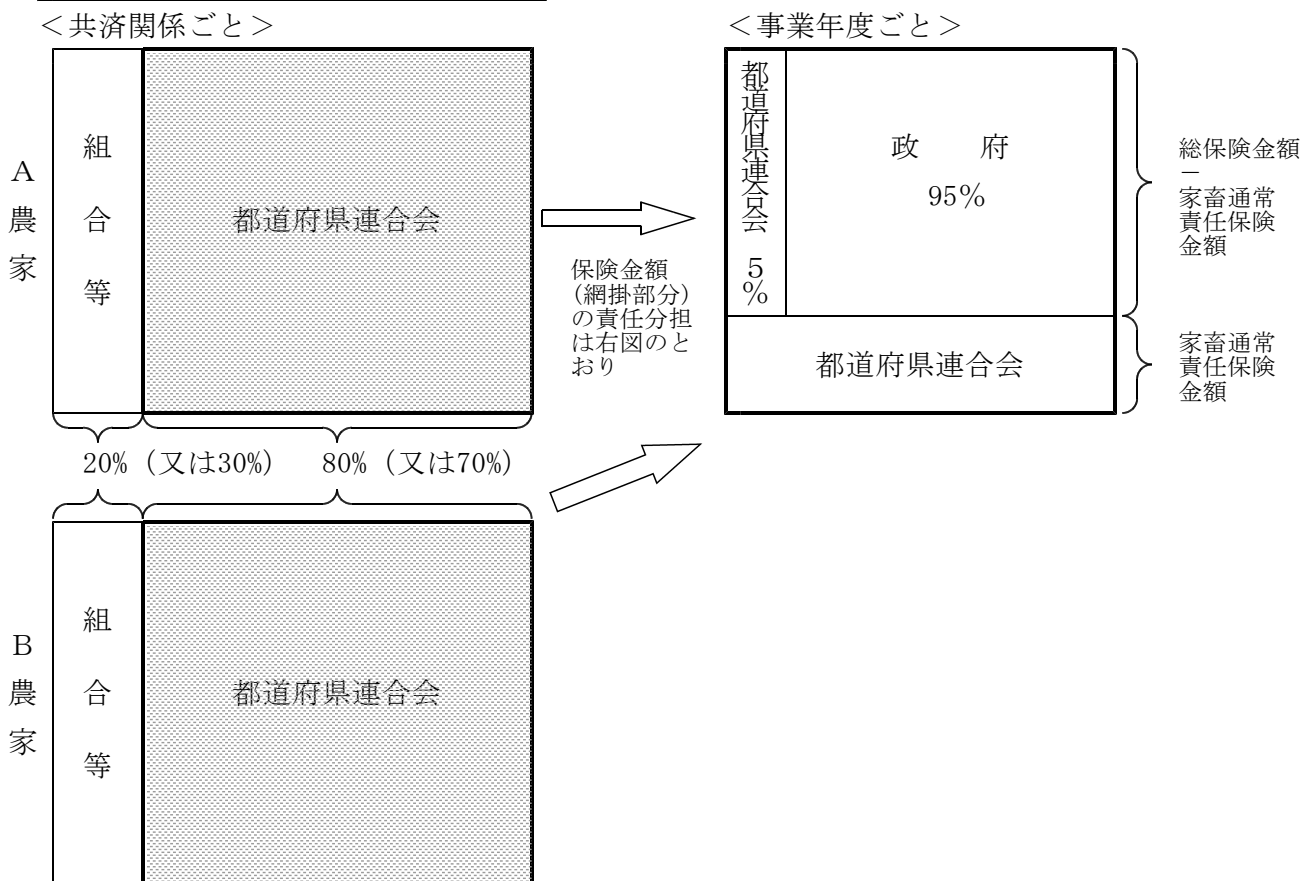 ＜共済関係ごと＞
A農家
組合等
都道府県連合会
20%（又は30%）
80%（又は70%）
B農家
組合等
都道府県連合会
保険金額
（網掛部分）
の責任分担
は右図のと
おり
＜事業年度ごと＞
都道府県連合会 5%
政　府
95%
都道府県連合会
総保険金額
－
家畜通常
責任保険
金額
家畜通常
責任保険
金額